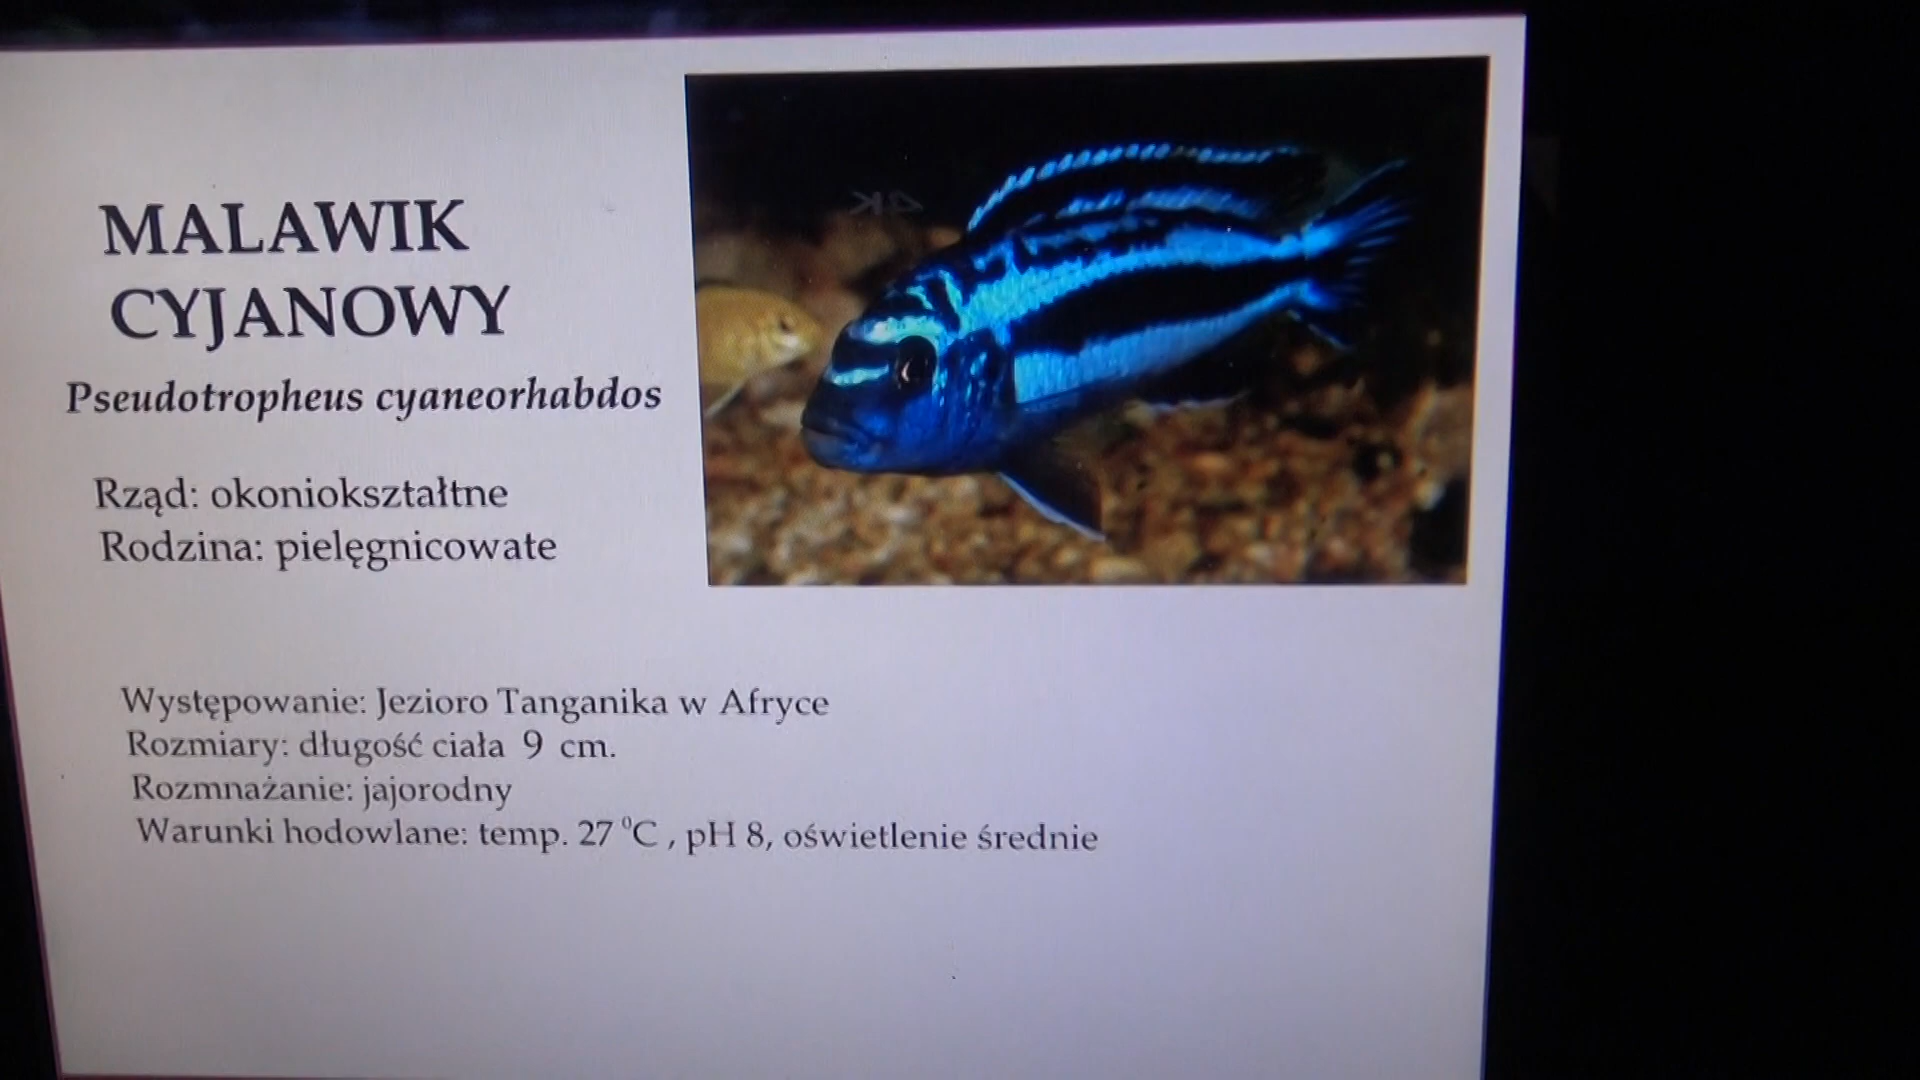 MALAWIK
CYJANOWY
Pseudotropheus cyaneorhabdos
Rząd: okoniokształtne
Rodzina: pielęgnicowate
Występowanie: Jezioro Tanganika w Afryce
Rozmiary: długość ciała 9 cm.
Rozmnażanie: jajorodny
Warunki hodowlane: temp. 27 ⁰C , pH 8, oświetlenie średnie